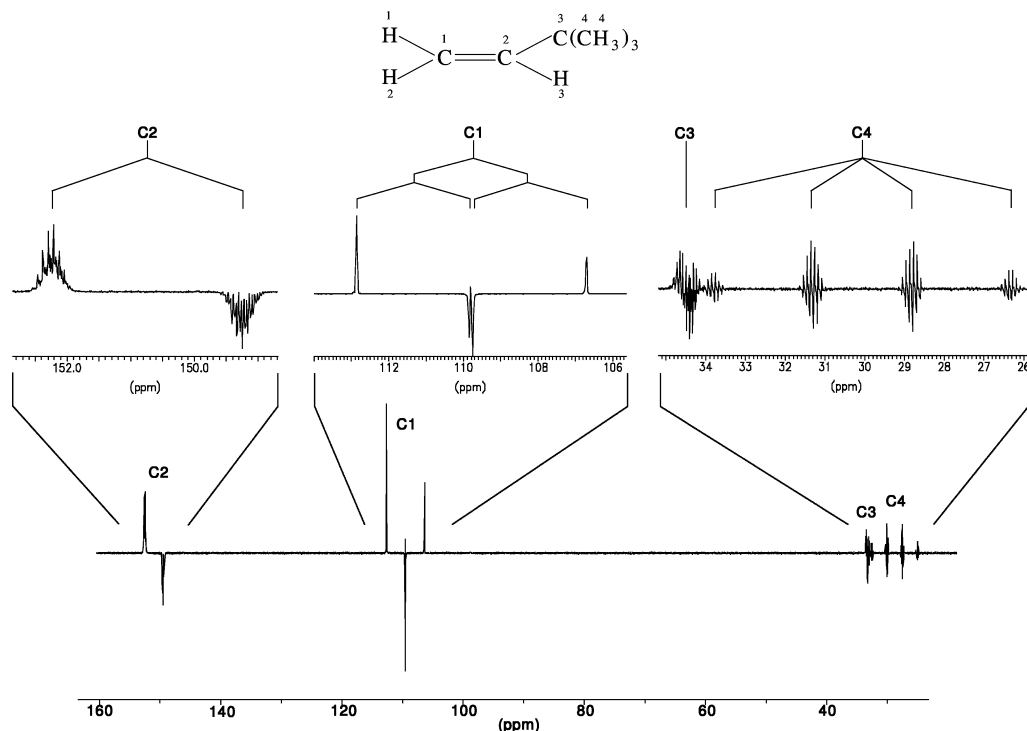 1 3 4 4
H 1 2 C(CH3)3
C C
H H
2 3
C2 C1 C3 C4
152.0 150.0 112 110 108 106 34 33 32 31 30 29 28 27 26
(ppm) (ppm) (ppm)
C2 C1 C3 C4
160 140 120 100 80 60 40
(ppm)